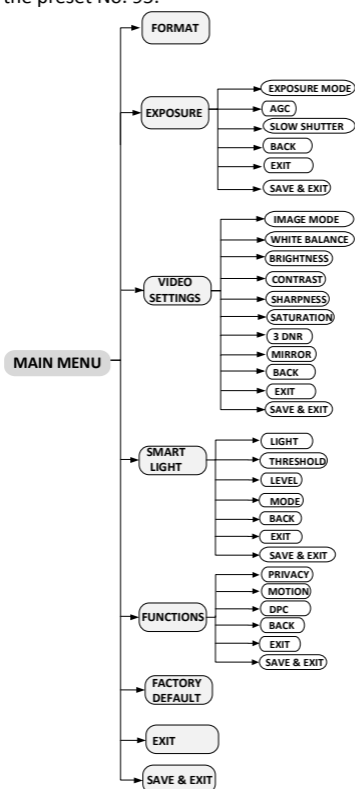 the preset No. 95.
FORMAT
EXPOSURE
EXPOSURE MODE
AGC
SLOW SHUTTER
BACK
EXIT
SAVE & EXIT
VIDEO
SETTINGS
IMAGE MODE
WHITE BALANCE
BRIGHTNESS
CONTRAST
SHARPNESS
SATURATION
3 DNR
MIRROR
BACK
EXIT
SAVE & EXIT
MAIN MENU
SMART
LIGHT
LIGHT
THRESHOLD
LEVEL
MODE
BACK
EXIT
SAVE & EXIT
FUNCTIONS
PRIVACY
MOTION
DPC
BACK
EXIT
SAVE & EXIT
FACTORY
DEFAULT
EXIT
SAVE & EXIT